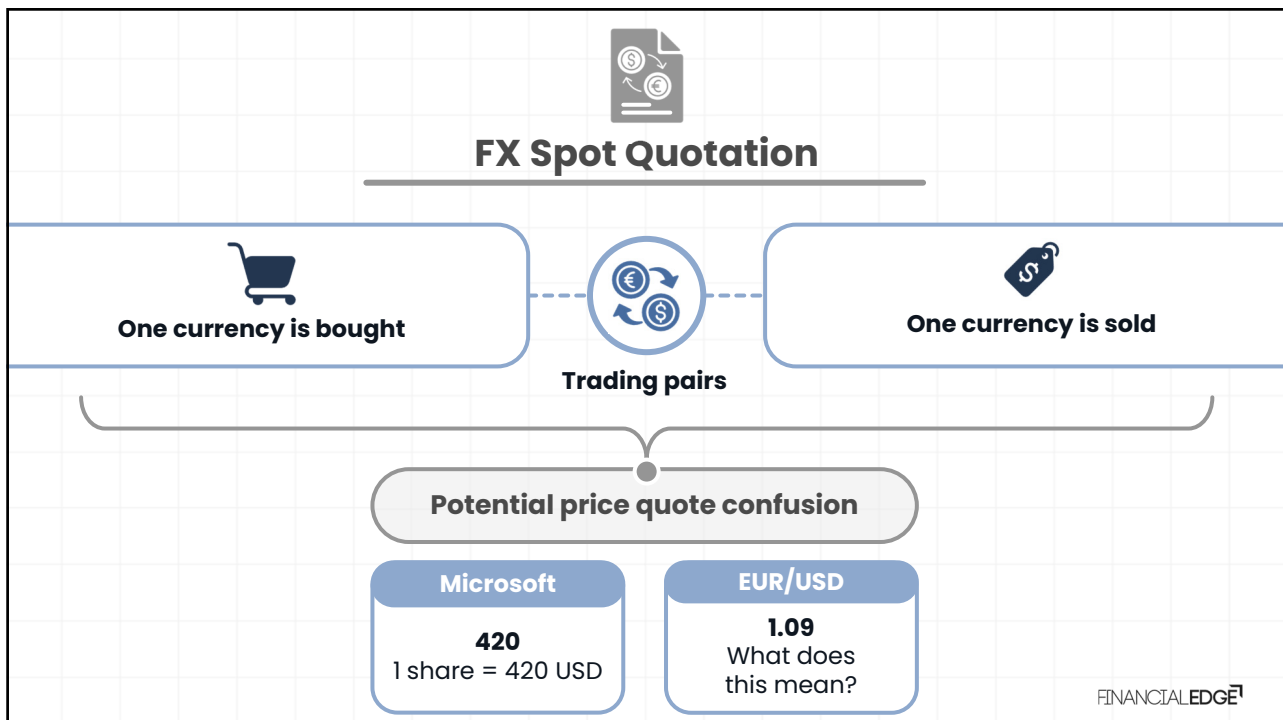 FX Spot Quotation
One currency is bought
Trading pairs
One currency is sold
Potential price quote confusion
Microsoft
420
1 share = 420 USD
EUR/USD
1.09
What does
this mean?
FINANCIALEDGE